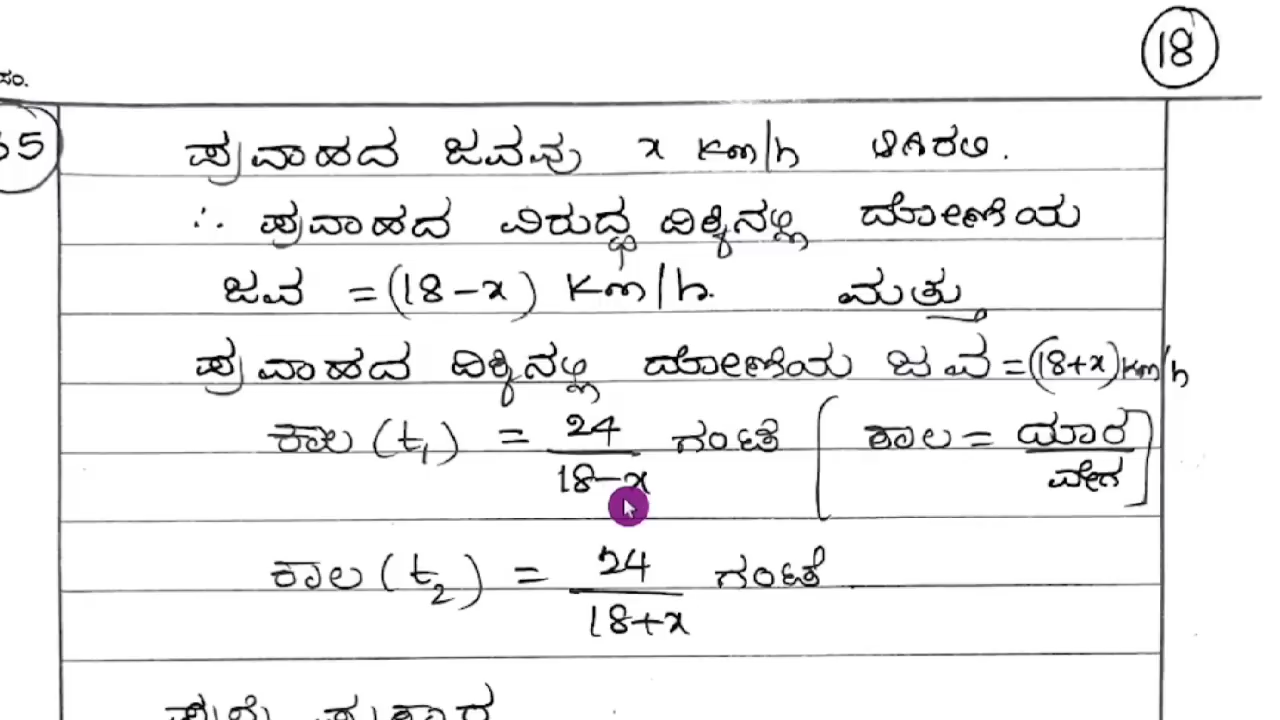 18
ಸಂ.
35
ಪ್ರವಾಹದ ಜವವು x km/h ಆಗಿರಲಿ.
∴ ಪ್ರವಾಹದ ವಿರುದ್ಧ ದಿಕ್ಕಿನಲ್ಲಿ ದೋಣಿಯ
ಜವ = (18-x) km/h. ಮತ್ತು
ಪ್ರವಾಹದ ದಿಕ್ಕಿನಲ್ಲಿ ದೋಣಿಯ ಜವ = (18+x) km/h
ಕಾಲ (t₁) = 24/18-x ಗಂಟೆ [ ಕಾಲ = ದೂರ/ವೇಗ ]
ಕಾಲ (t₂) = 24/18+x ಗಂಟೆ